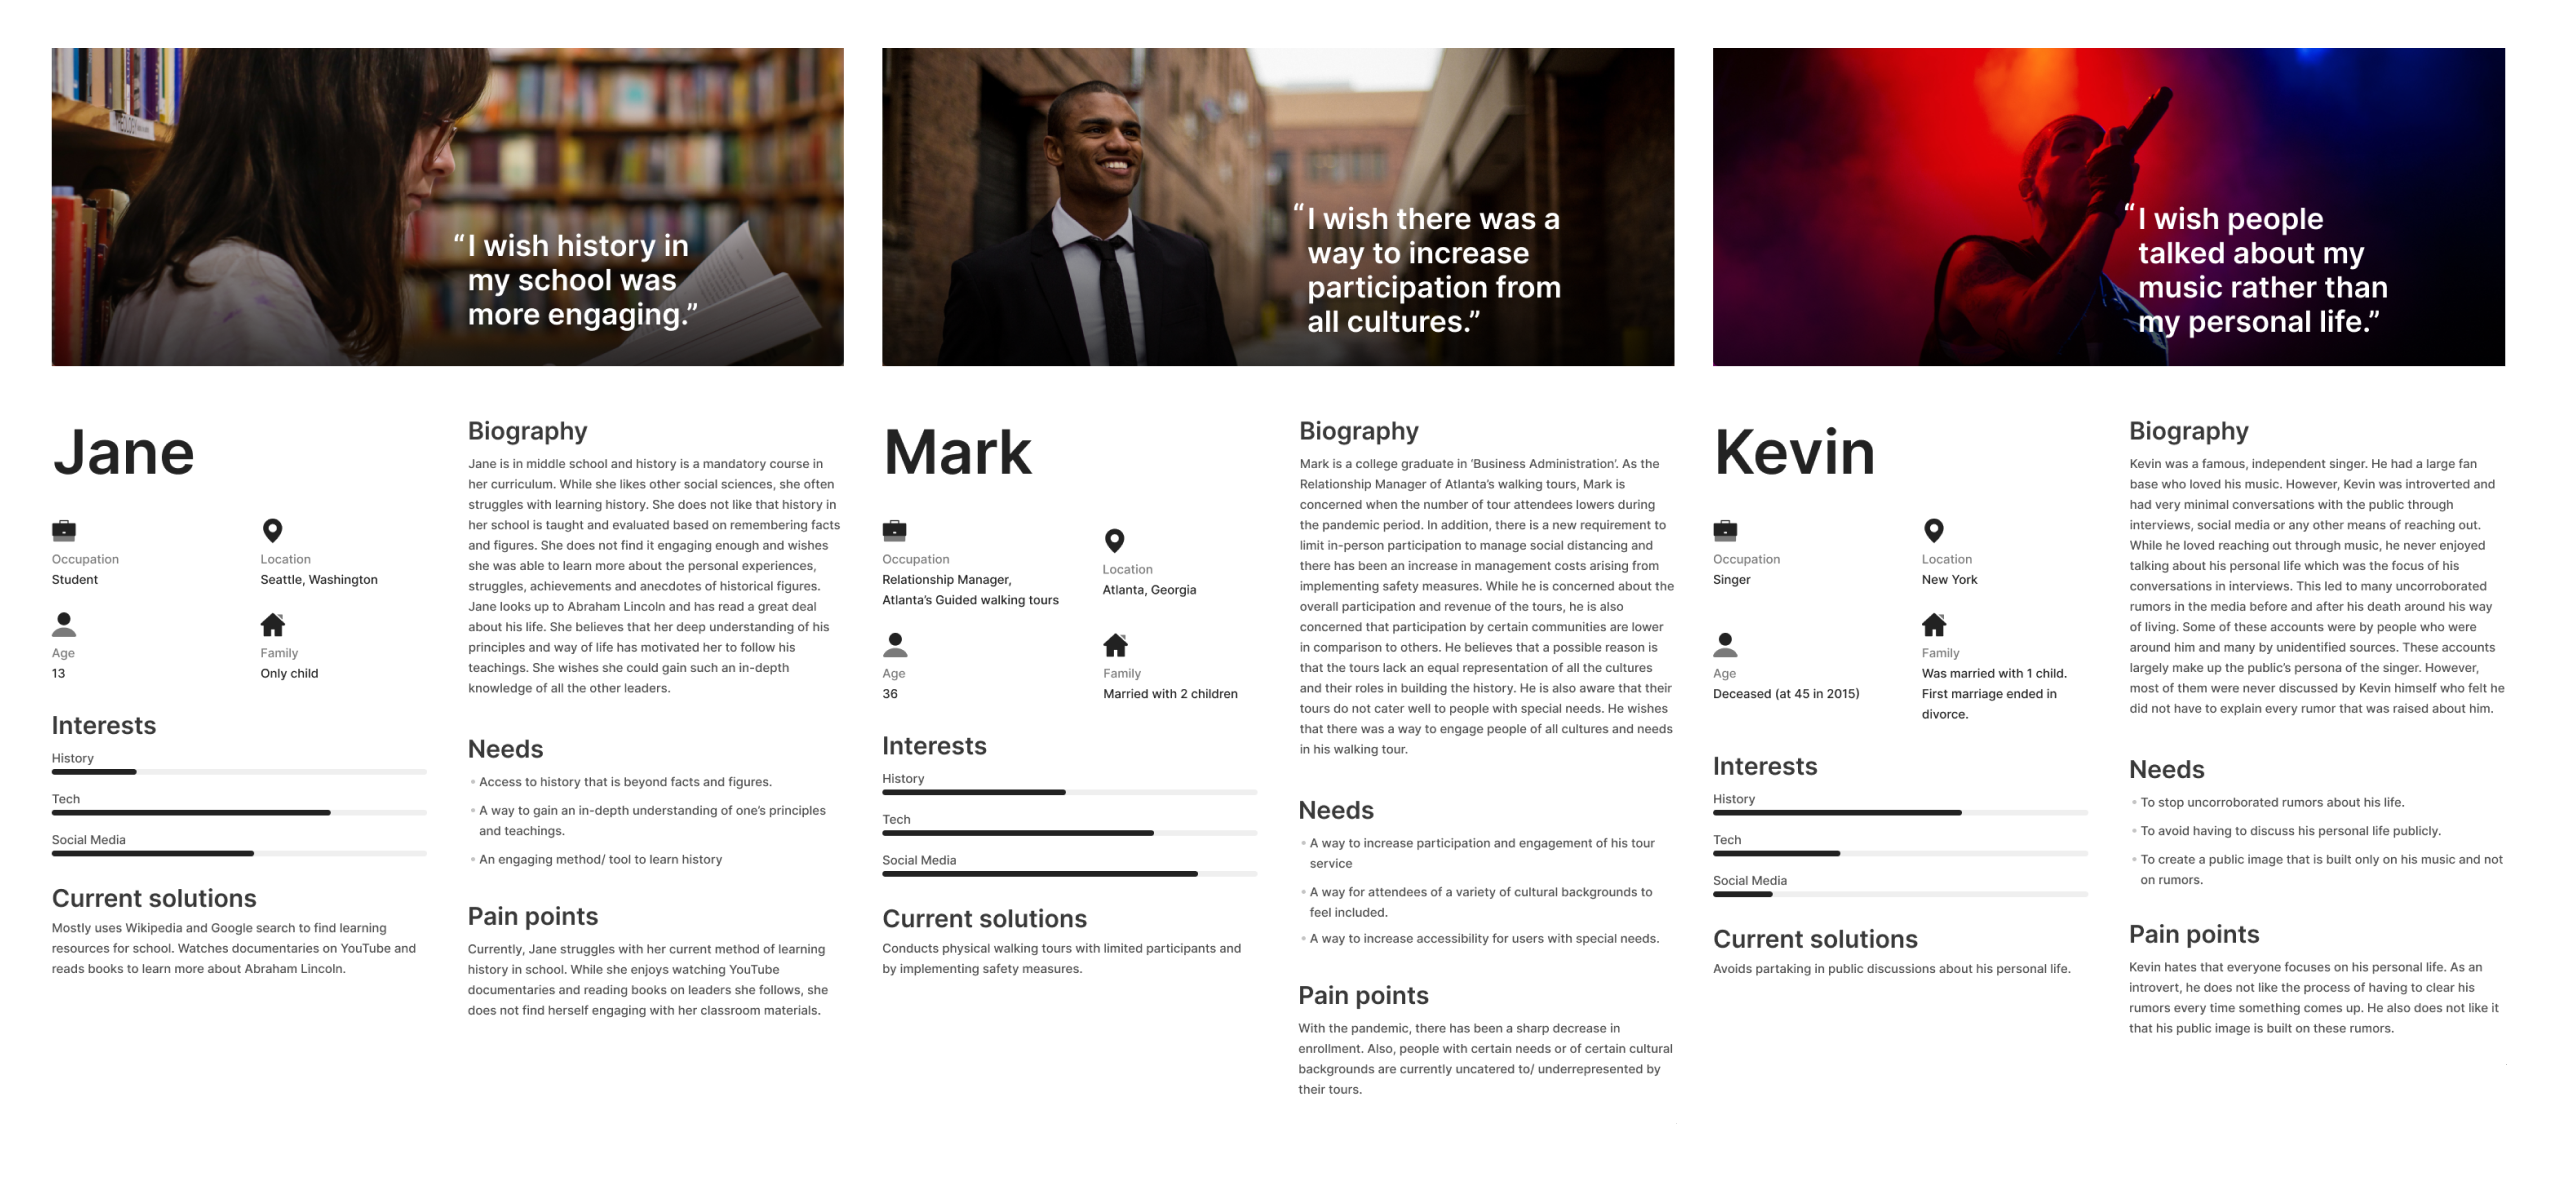 “I wish history in
my school was
more engaging.”
Jane
Occupation
Student
Location
Seattle, Washington
Age
13
Family
Only child
Interests
History
Tech
Social Media
Current solutions
Mostly uses Wikipedia and Google search to find learning
resources for school. Watches documentaries on YouTube and
reads books to learn more about Abraham Lincoln.
Biography
Jane is in middle school and history is a mandatory course in
her curriculum. While she likes other social sciences, she often
struggles with learning history. She does not like that history in
her school is taught and evaluated based on remembering facts
and figures. She does not find it engaging enough and wishes
she was able to learn more about the personal experiences,
struggles, achievements and anecdotes of historical figures.
Jane looks up to Abraham Lincoln and has read a great deal
about his life. She believes that her deep understanding of his
principles and way of life has motivated her to follow his
teachings. She wishes she could gain such an in-depth
knowledge of all the other leaders.
Needs
• Access to history that is beyond facts and figures.
• A way to gain an in-depth understanding of one’s principles
and teachings.
• An engaging method/ tool to learn history
Pain points
Currently, Jane struggles with her current method of learning
history in school. While she enjoys watching YouTube
documentaries and reading books on leaders she follows, she
does not find herself engaging with her classroom materials.
“I wish there was a
way to increase
participation from
all cultures.”
Mark
Occupation
Relationship Manager,
Atlanta’s Guided walking tours
Location
Atlanta, Georgia
Age
36
Family
Married with 2 children
Interests
History
Tech
Social Media
Current solutions
Conducts physical walking tours with limited participants and
by implementing safety measures.
Biography
Mark is a college graduate in ‘Business Administration’. As the
Relationship Manager of Atlanta’s walking tours, Mark is
concerned when the number of tour attendees lowers during
the pandemic period. In addition, there is a new requirement to
limit in-person participation to manage social distancing and
there has been an increase in management costs arising from
implementing safety measures. While he is concerned about the
overall participation and revenue of the tours, he is also
concerned that participation by certain communities are lower
in comparison to others. He believes that a possible reason is
that the tours lack an equal representation of all the cultures
and their roles in building the history. He is also aware that their
tours do not cater well to people with special needs. He wishes
that there was a way to engage people of all cultures and needs
in his walking tour.
Needs
• A way to increase participation and engagement of his tour
service
• A way for attendees of a variety of cultural backgrounds to
feel included.
• A way to increase accessibility for users with special needs.
Pain points
With the pandemic, there has been a sharp decrease in
enrollment. Also, people with certain needs or of certain cultural
backgrounds are currently uncatered to/ underrepresented by
their tours.
“I wish people
talked about my
music rather than
my personal life.”
Kevin
Occupation
Singer
Location
New York
Age
Deceased (at 45 in 2015)
Family
Was married with 1 child.
First marriage ended in
divorce.
Interests
History
Tech
Social Media
Current solutions
Avoids partaking in public discussions about his personal life.
Biography
Kevin was a famous, independent singer. He had a large fan
base who loved his music. However, Kevin was introverted and
had very minimal conversations with the public through
interviews, social media or any other means of reaching out.
While he loved reaching out through music, he never enjoyed
talking about his personal life which was the focus of his
conversations in interviews. This led to many uncorroborated
rumors in the media before and after his death around his way
of living. Some of these accounts were by people who were
around him and many by unidentified sources. These accounts
largely make up the public’s persona of the singer. However,
most of them were never discussed by Kevin himself who felt he
did not have to explain every rumor that was raised about him.
Needs
• To stop uncorroborated rumors about his life.
• To avoid having to discuss his personal life publicly.
• To create a public image that is built only on his music and not
on rumors.
Pain points
Kevin hates that everyone focuses on his personal life. As an
introvert, he does not like the process of having to clear his
rumors every time something comes up. He also does not like it
that his public image is built on these rumors.